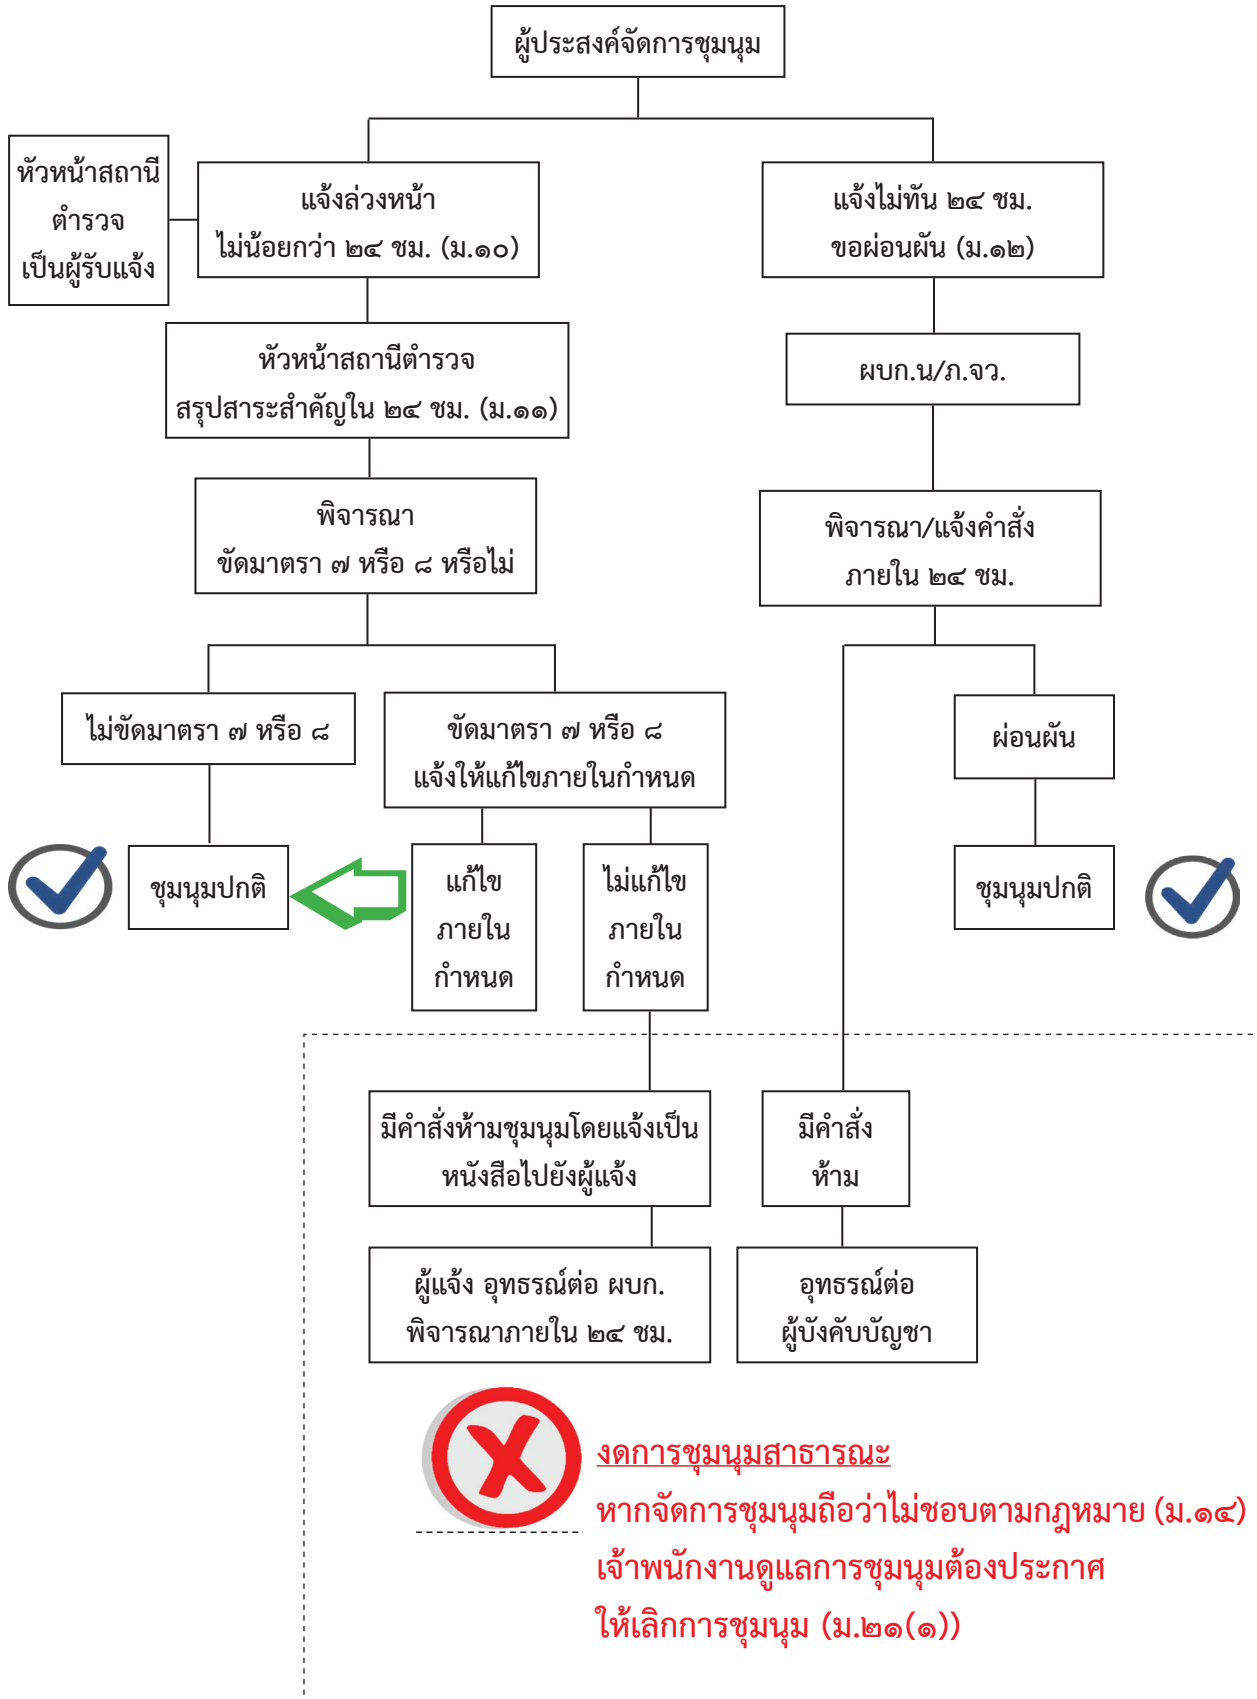 ผู้ประสงค์จัดการชุมนุม
หัวหน้าสถานี
ตำรวจ
เป็นผู้รับแจ้ง
แจ้งล่วงหน้า
ไม่น้อยกว่า ๒๔ ชม. (ม.๑๐)
แจ้งไม่ทัน ๒๔ ชม.
ขอผ่อนผัน (ม.๑๒)
หัวหน้าสถานีตำรวจ
สรุปสาระสำคัญใน ๒๔ ชม. (ม.๑๑)
ผบก.น/ภ.จว.
พิจารณา
ขัดมาตรา ๗ หรือ ๘ หรือไม่
พิจารณา/แจ้งคำสั่ง
ภายใน ๒๔ ชม.
ไม่ขัดมาตรา ๗ หรือ ๘
ขัดมาตรา ๗ หรือ ๘
แจ้งให้แก้ไขภายในกำหนด
ผ่อนผัน
ชุมนุมปกติ
แก้ไข
ภายใน
กำหนด
ไม่แก้ไข
ภายใน
กำหนด
ชุมนุมปกติ
มีคำสั่งห้ามชุมนุมโดยแจ้งเป็น
หนังสือไปยังผู้แจ้ง
มีคำสั่ง
ห้าม
ผู้แจ้ง อุทธรณ์ต่อ ผบก.
พิจารณาภายใน ๒๔ ชม.
อุทธรณ์ต่อ
ผู้บังคับบัญชา
งดการชุมนุมสาธารณะ
หากจัดการชุมนุมถือว่าไม่ชอบตามกฎหมาย (ม.๑๔)
เจ้าพนักงานดูแลการชุมนุมต้องประกาศ
ให้เลิกการชุมนุม (ม.๒๑(๑))